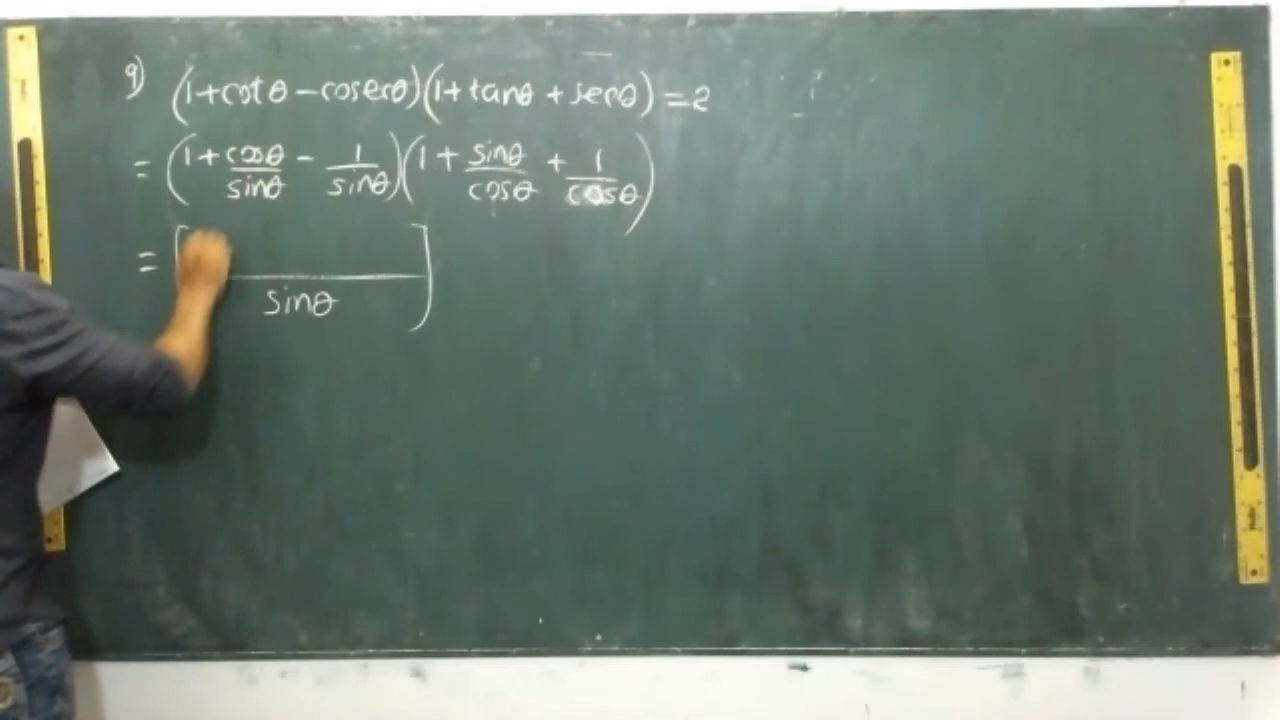 9) (1+cotθ-cosecθ)(1+tanθ+secθ)=2
= (1+cosθ/sinθ - 1/sinθ)(1+sinθ/cosθ+1/cosθ)
= [ /sinθ]